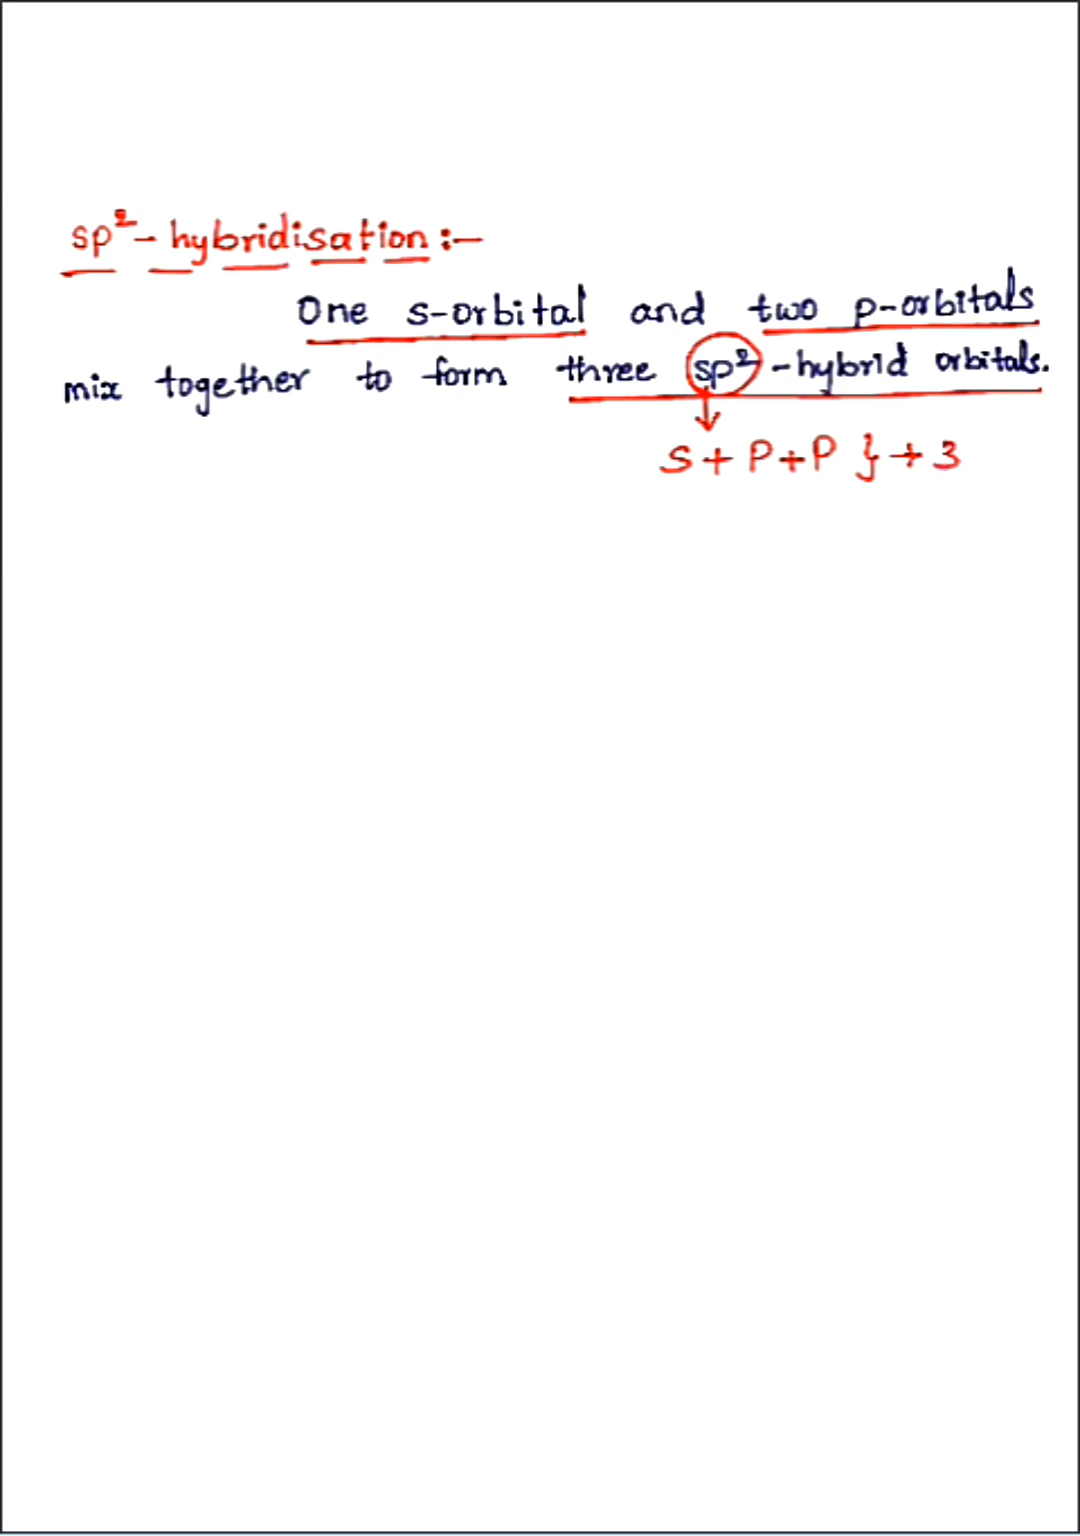 sp²- hybridisation :-
One s-orbital and two p-orbitals
mix together to form three sp² -hybrid orbitals.
↓
S + P + P } → 3